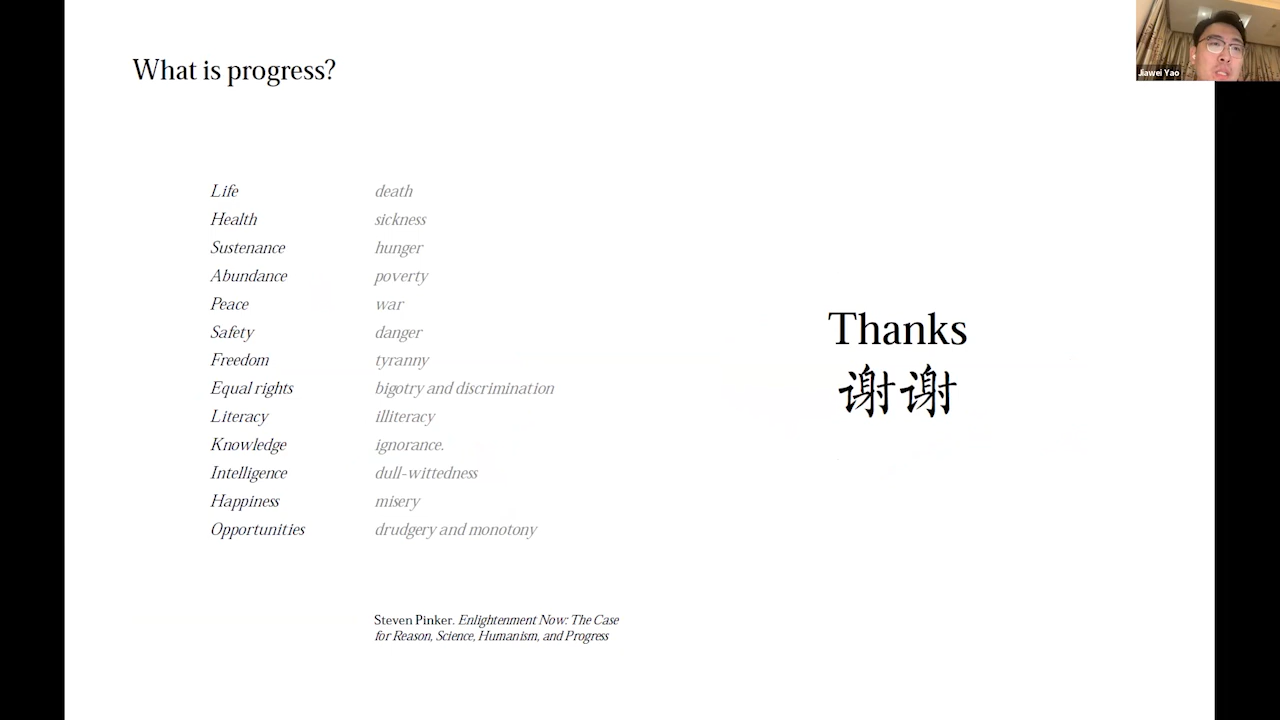 What is progress?
Jiawei Yao
Life death
Health sickness
Sustenance hunger
Abundance poverty
Peace war
Safety danger
Freedom tyranny
Equal rights bigotry and discrimination
Literacy illiteracy
Knowledge ignorance.
Intelligence dull-wittedness
Happiness misery
Opportunities drudgery and monotony
Thanks
谢谢
Steven Pinker. Enlightenment Now: The Case
for Reason, Science, Humanism, and Progress